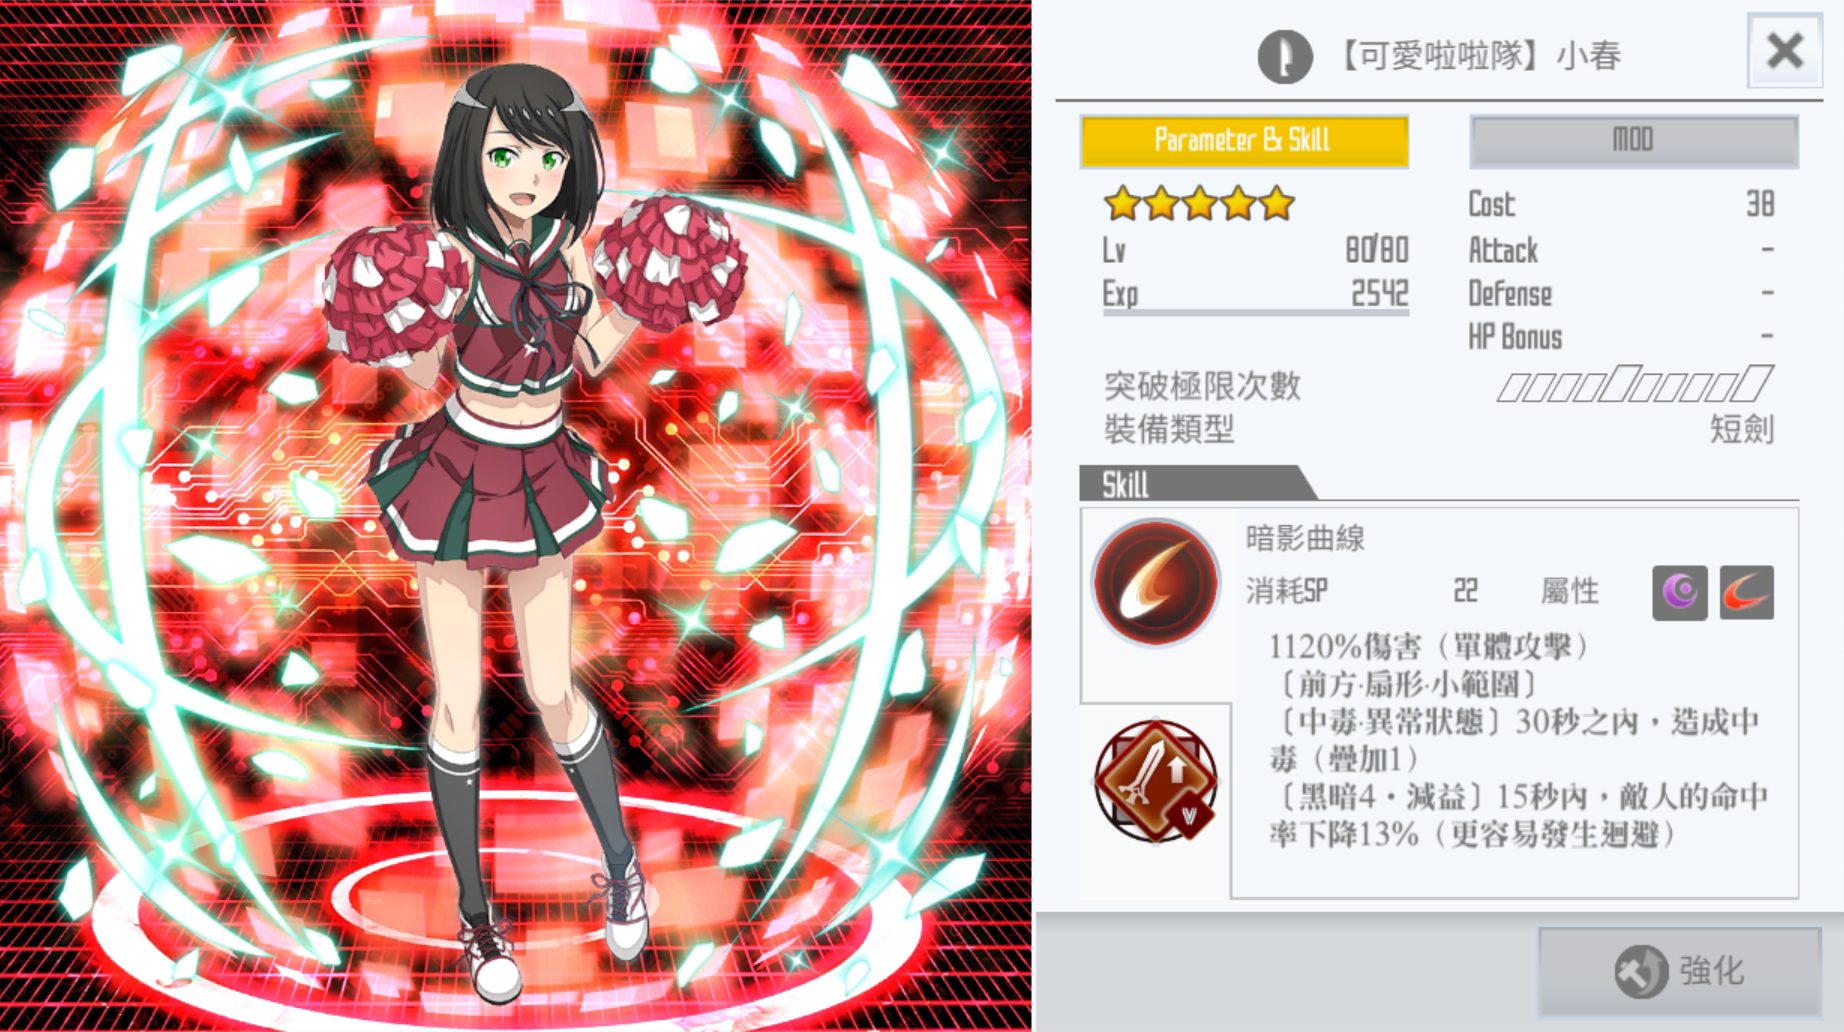 【可愛啦啦隊】小春
Parameter & Skill
MOD
Lv 80/80
Exp 2542
Cost 38
Attack -
Defense -
HP Bonus -
突破極限次數
裝備類型 短劍
Skill
暗影曲線
消耗SP 22 屬性
1120%傷害（單體攻擊）
〔前方·扇形·小範圍〕
〔中毒·異常狀態〕30秒之內，造成中
毒（疊加1）
〔黑暗4・減益〕15秒內，敵人的命中
率下降13%（更容易發生迴避）
V
強化